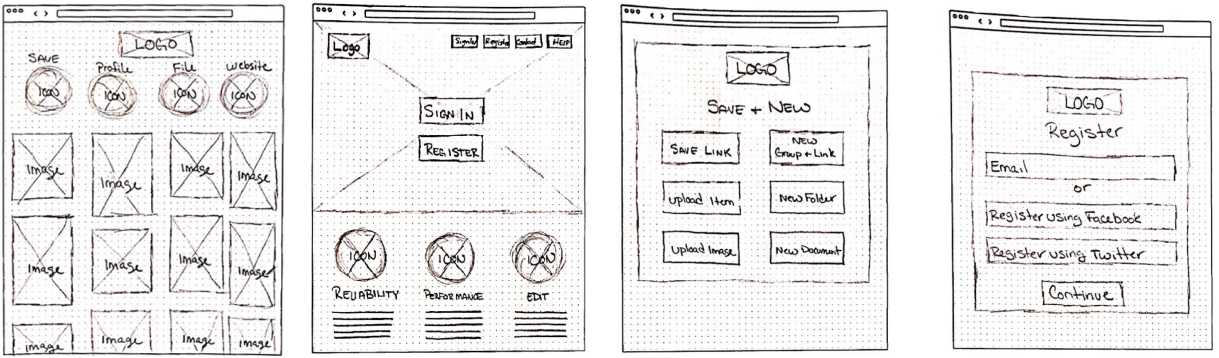 LOGO
SAVE Profile File Website
ICON ICON ICON ICON
Image Image Image Image
Image Image Image Image
Image Image Image Image
Logo Sign In Register Contact HELP
SIGN IN
REGISTER
ICON ICON ICON
RELIABILITY PERFORMANCE EDIT
LOGO
SAVE + NEW
SAVE LINK
NEW
Group + Link
Upload Item
New Folder
Upload Image
New Document
LOGO
Register
Email
or
Register using Facebook
Register using Twitter
Continue